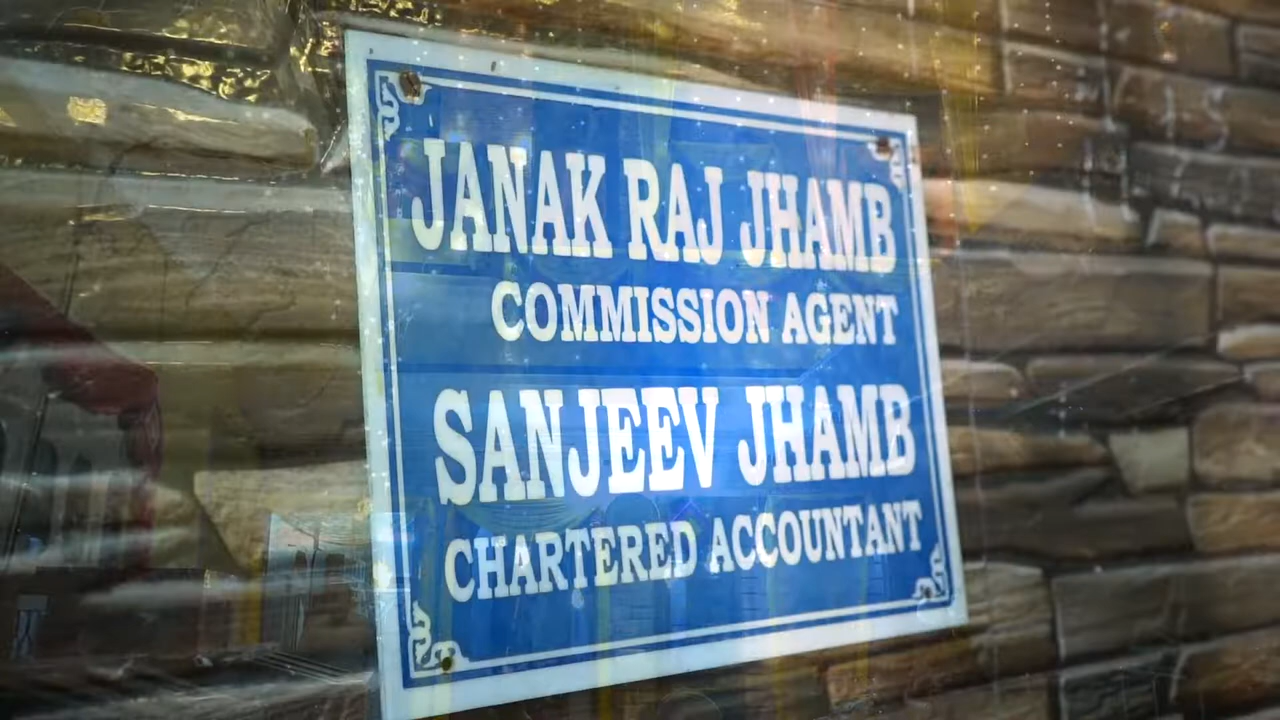 JANAK RAJ JHAMB
COMMISSION AGENT
SANJEEV JHAMB
CHARTERED ACCOUNTANT